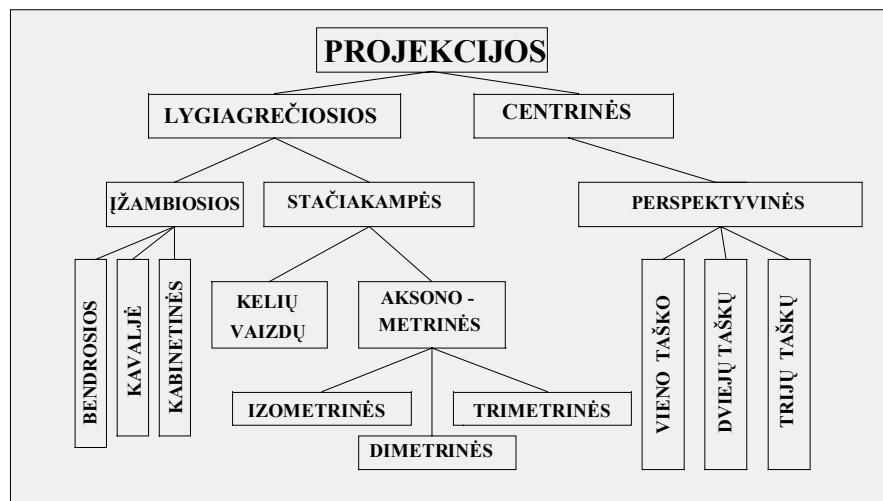 PROJEKCIJOS
LYGIAGREČIOSIOS
CENTRINĖS
ĮŽAMBIOSIOS
STAČIAKAMPĖS
PERSPEKTYVINĖS
BENDROSIOS
KAVALJĖ
KABINETINĖS
KELIŲ
VAIZDŲ
AKSONO -
METRINĖS
VIENO TAŠKO
DVIEJŲ TAŠKŲ
TRIJŲ TAŠKŲ
IZOMETRINĖS
TRIMETRINĖS
DIMETRINĖS